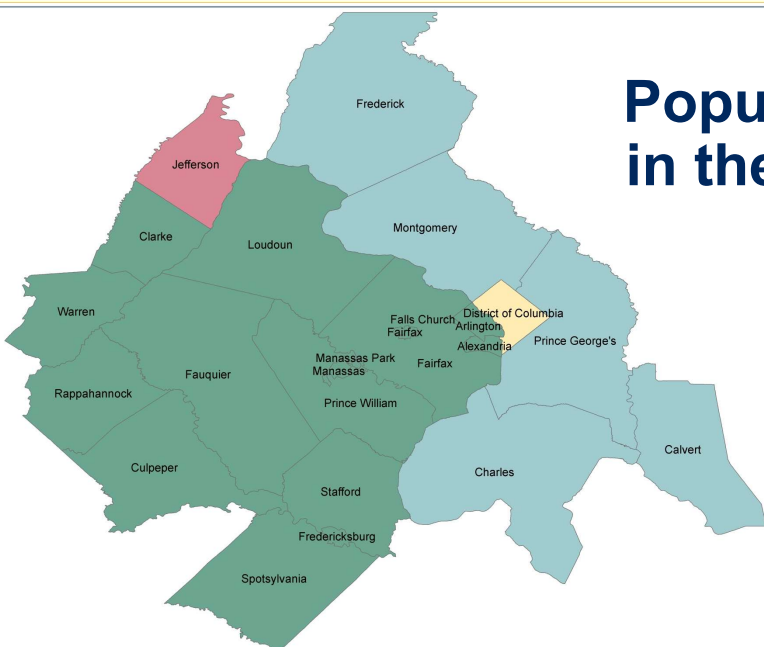 Popu
in the
Frederick
Jefferson
Montgomery
Clarke
Loudoun
Warren
Falls Church
District of Columbia
Fairfax
Arlington
Prince George's
Alexandria
Manassas Park
Manassas
Fairfax
Fauquier
Rappahannock
Prince William
Calvert
Culpeper
Charles
Stafford
Fredericksburg
Spotsylvania